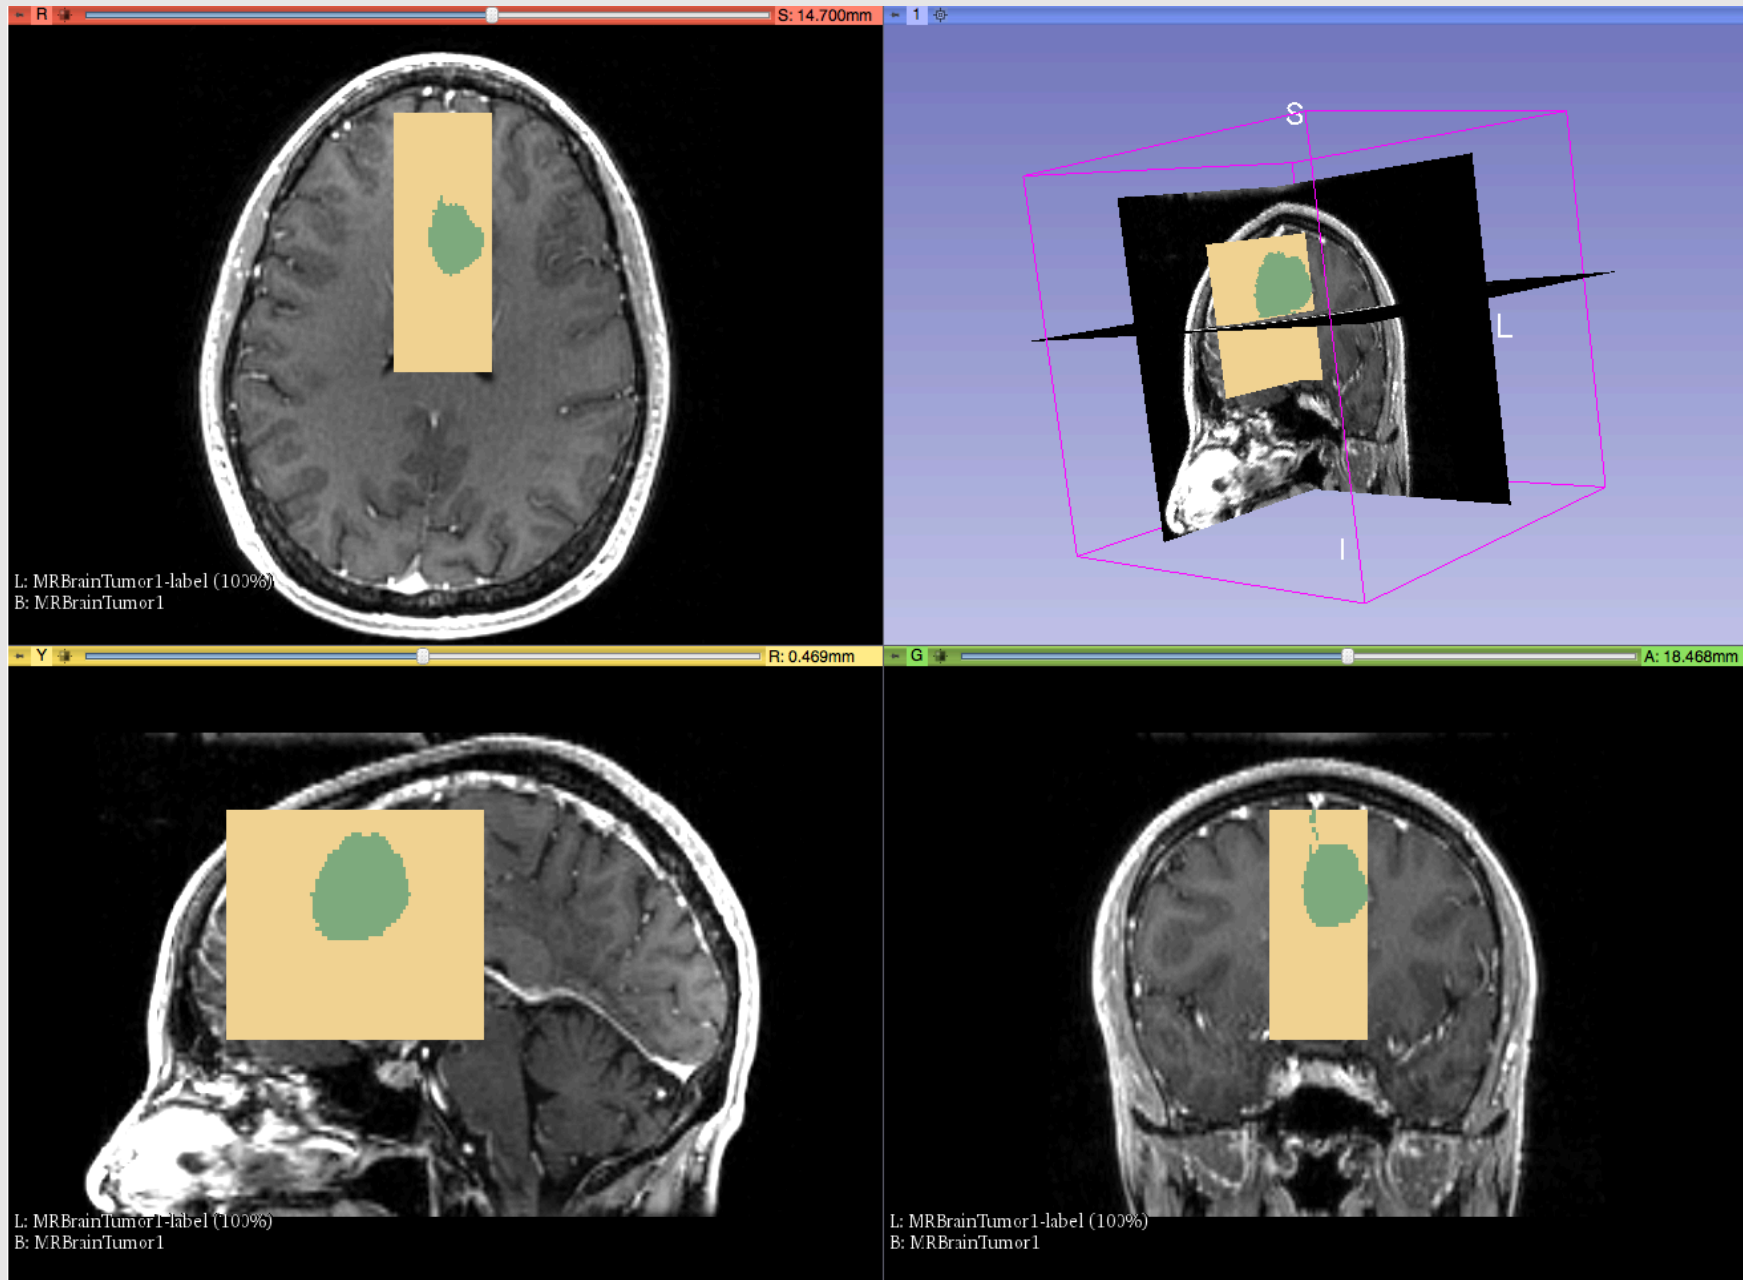 R S: 14.700mm
1
S
L
I
L: MRBrainTumor1-label (100%)
B: MRBrainTumor1
Y R: 0.469mm
G A: 18.468mm
L: MRBrainTumor1-label (100%)
B: MRBrainTumor1
L: MRBrainTumor1-label (100%)
B: MRBrainTumor1